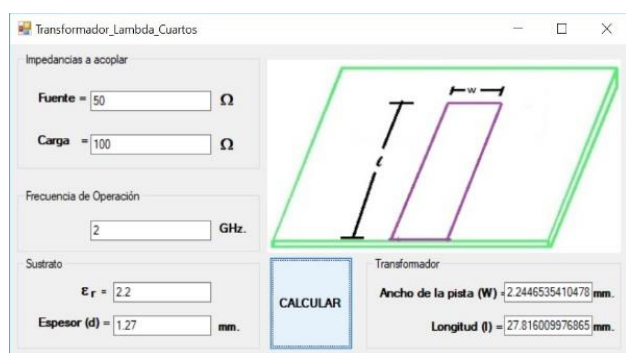 Transformador_Lambda_Cuartos
Impedancias a acoplar
Fuente = 50 Ω
Carga = 100 Ω
Frecuencia de Operación
2 GHz.
Sustrato
εr = 2.2
Espesor (d) = 1.27 mm.
w
ℓ
CALCULAR
Transformador
Ancho de la pista (W) = 2.2446535410478 mm.
Longitud (l) = 27.816009976865 mm.